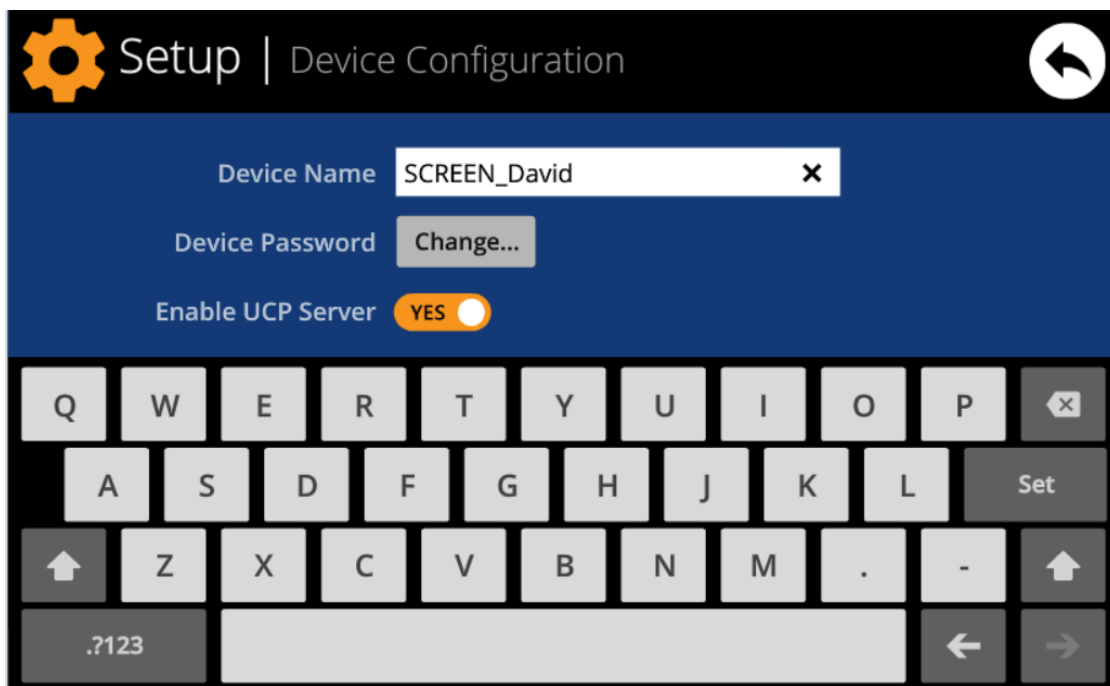 Setup | Device Configuration
Device Name SCREEN_David
Device Password Change...
Enable UCP Server YES
Q W E R T Y U I O P
A S D F G H J K L Set
Z X C V B N M . -
.?123